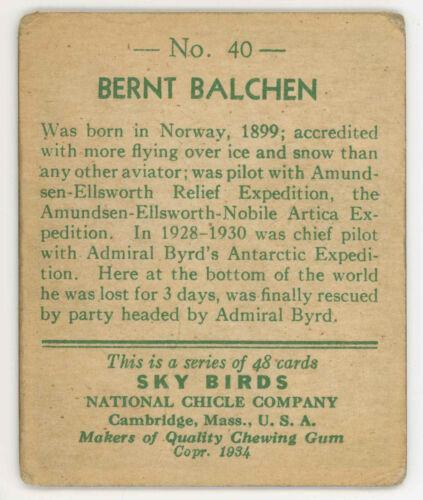 — No. 40 —
BERNT BALCHEN
Was born in Norway, 1899; accredited
with more flying over ice and snow than
any other aviator; was pilot with Amund-
sen-Ellsworth Relief Expedition, the
Amundsen-Ellsworth-Nobile Artica Ex-
pedition. In 1928-1930 was chief pilot
with Admiral Byrd's Antarctic Expedi-
tion. Here at the bottom of the world
he was lost for 3 days, was finally rescued
by party headed by Admiral Byrd.
This is a series of 48 cards
SKY BIRDS
NATIONAL CHICLE COMPANY
Cambridge, Mass., U. S. A.
Makers of Quality Chewing Gum
Copr. 1934